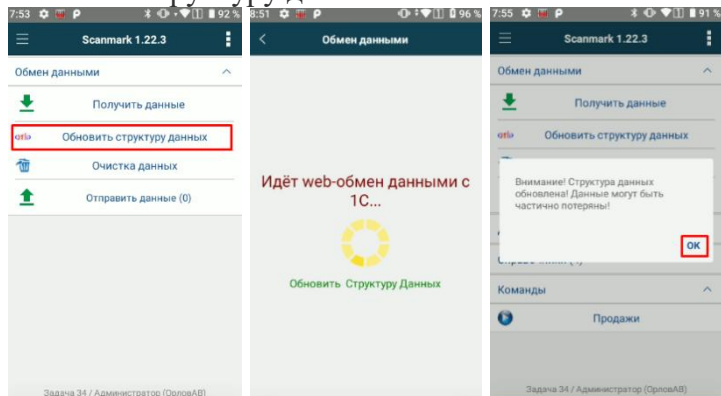 7:53 92 %
Scanmark 1.22.3
Обмен данными
Получить данные
Обновить структуру данных
Очистка данных
Отправить данные (0)
Задача 34 / Администратор (ОрловАВ)
8:51 96 %
Обмен данными
Идёт web-обмен данными с
1С...
Обновить Структуру Данных
7:55 91 %
Scanmark 1.22.3
Обмен данными
Получить данные
Обновить структуру данных
Внимание! Структура данных
обновлена! Данные могут быть
частично потеряны!
ОК
Команды
Продажи
Задача 34 / Администратор (ОрловАВ)